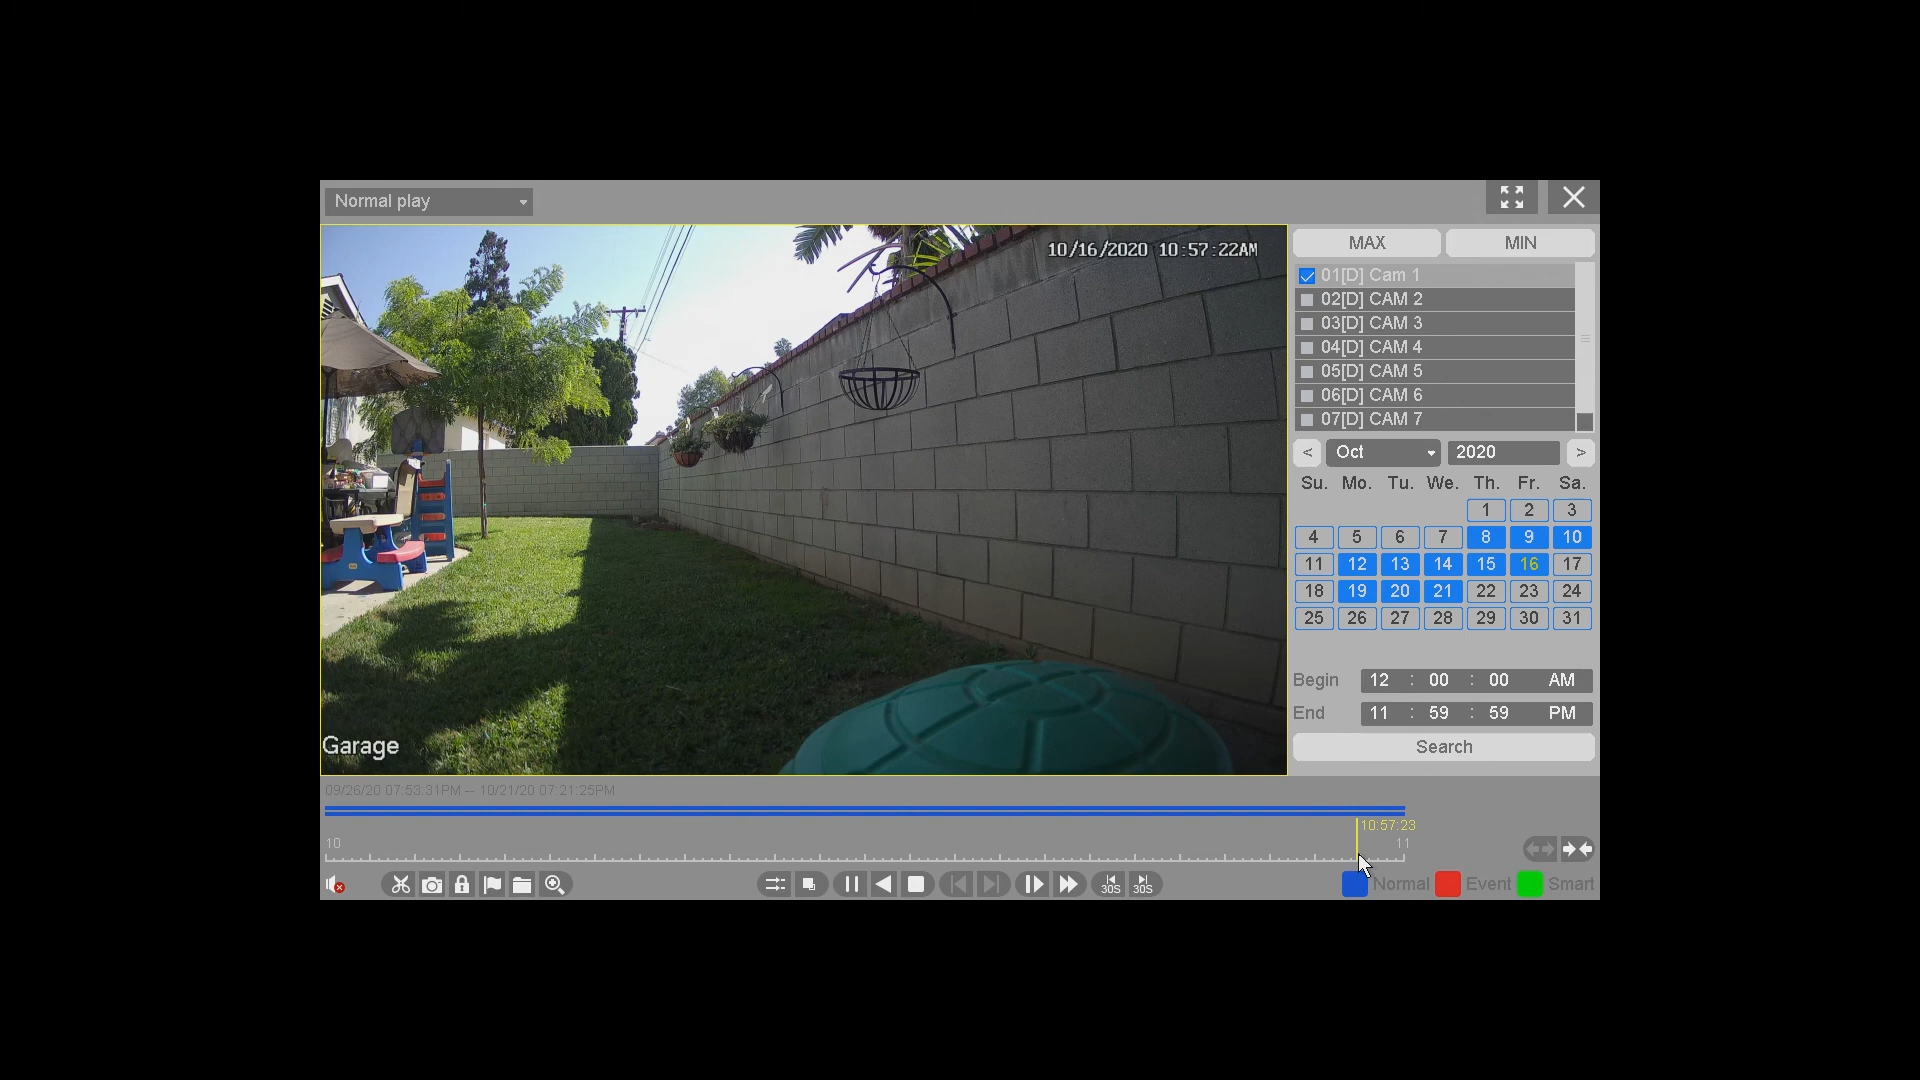 Normal play
10/16/2020 10:57:22AM
Garage
MAX MIN
01[D] Cam 1
02[D] CAM 2
03[D] CAM 3
04[D] CAM 4
05[D] CAM 5
06[D] CAM 6
07[D] CAM 7
< Oct 2020 >
Su. Mo. Tu. We. Th. Fr. Sa.
1 2 3
4 5 6 7 8 9 10
11 12 13 14 15 16 17
18 19 20 21 22 23 24
25 26 27 28 29 30 31
Begin 12 : 00 : 00 AM
End 11 : 59 : 59 PM
Search
09/26/20 07:53:31PM -- 10/21/20 07:21:25PM
10:57:23
10 11
30S 30S
Normal Event Smart